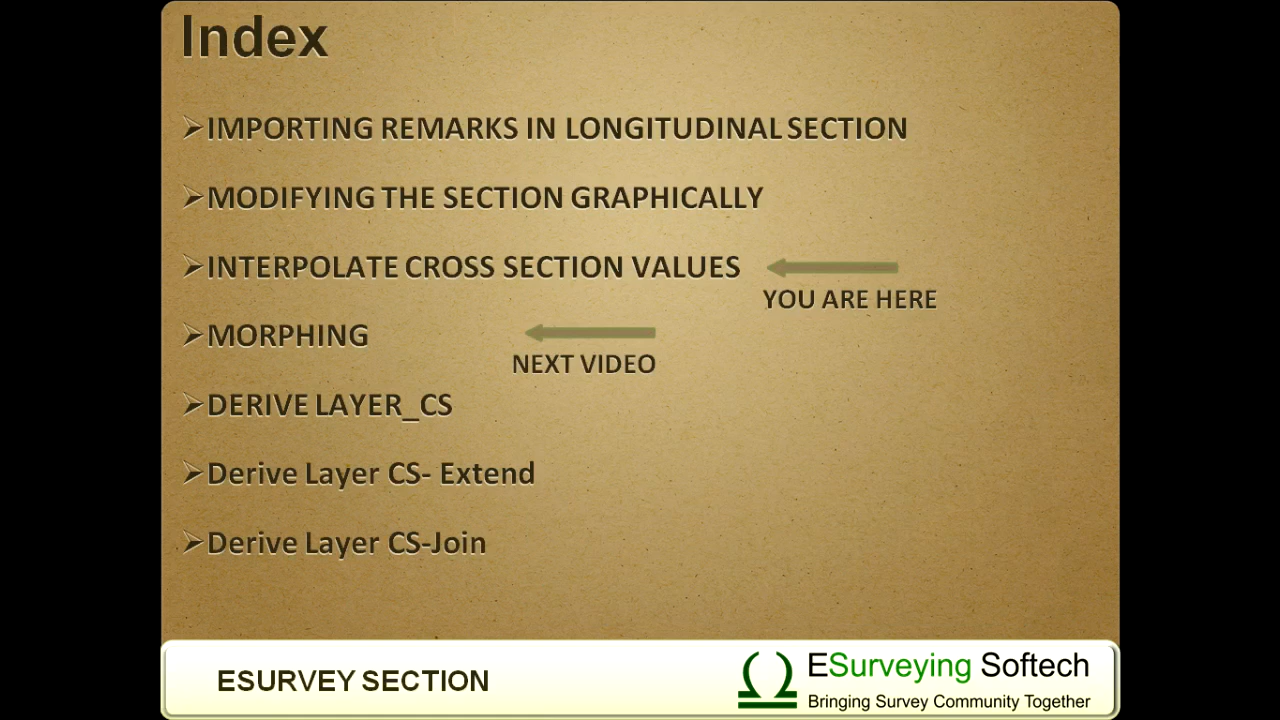 Index
IMPORTING REMARKS IN LONGITUDINAL SECTION
MODIFYING THE SECTION GRAPHICALLY
INTERPOLATE CROSS SECTION VALUES
YOU ARE HERE
MORPHING
NEXT VIDEO
DERIVE LAYER_CS
Derive Layer CS- Extend
Derive Layer CS-Join
ESURVEY SECTION
ESurveying Softech
Bringing Survey Community Together